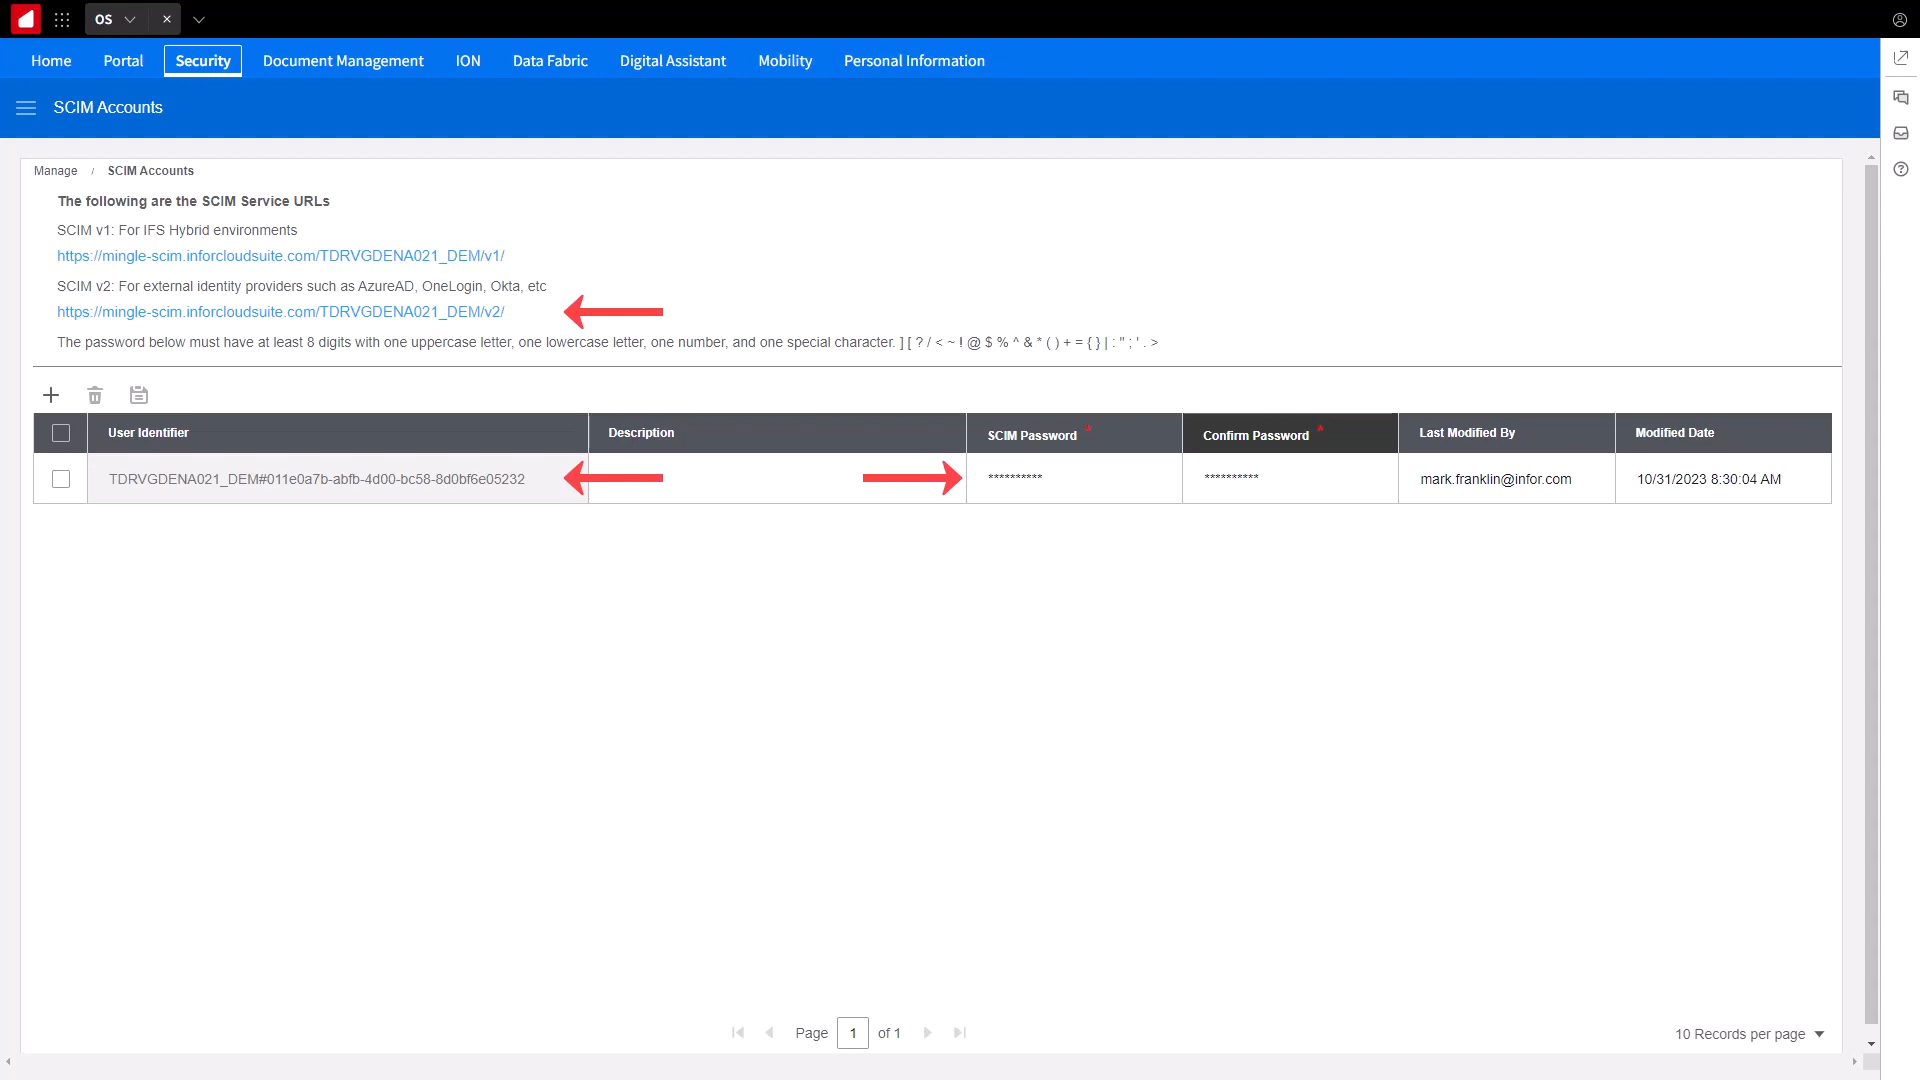 OS
Home Portal Security Document Management ION Data Fabric Digital Assistant Mobility Personal Information
SCIM Accounts
Manage / SCIM Accounts
The following are the SCIM Service URLs
SCIM v1: For IFS Hybrid environments
https://mingle-scim.inforcloudsuite.com/TDRVGDENA021_DEM/v1/
SCIM v2: For external identity providers such as AzureAD, OneLogin, Okta, etc
https://mingle-scim.inforcloudsuite.com/TDRVGDENA021_DEM/v2/
The password below must have at least 8 digits with one uppercase letter, one lowercase letter, one number, and one special character. ] [ ? / < ~ ! @ $ % ^ & * ( ) + = { } | : " ; ' . >
User Identifier Description SCIM Password * Confirm Password * Last Modified By Modified Date
TDRVGDENA021_DEM#011e0a7b-abfb-4d00-bc58-8d0bf6e05232 ********** ********** mark.franklin@infor.com 10/31/2023 8:30:04 AM
Page 1 of 1
10 Records per page